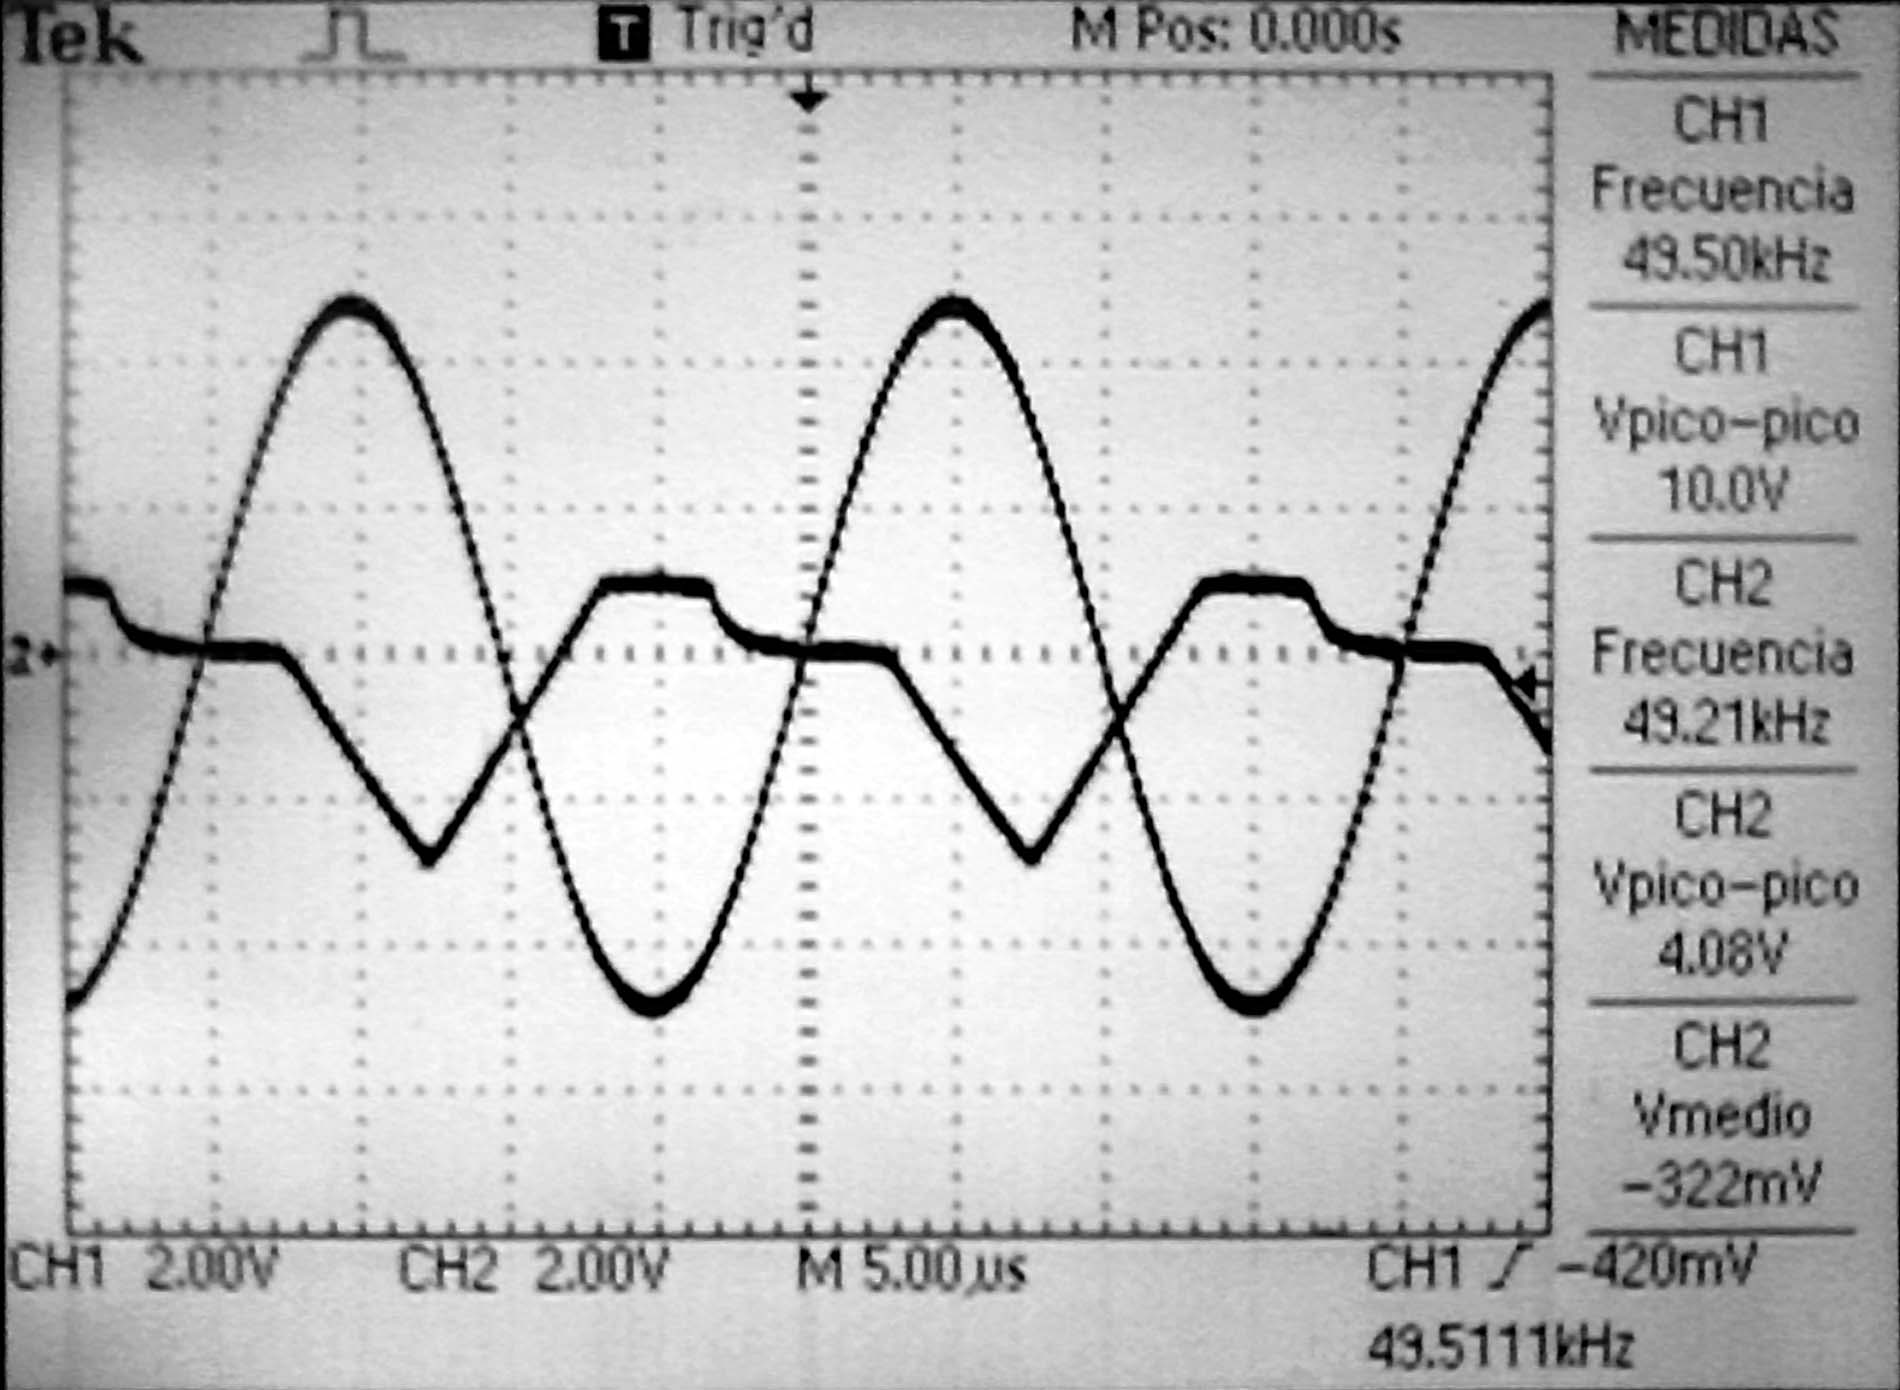 Tek T Trig'd M Pos: 0.000s MEDIDAS
CH1
Frecuencia
49.50kHz
CH1
Vpico-pico
10.0V
CH2
Frecuencia
2 49.21kHz
CH2
Vpico-pico
4.08V
CH2
Vmedio
-322mV
CH1 2.00V CH2 2.00V M 5.00µs CH1 -420mV
49.5111kHz